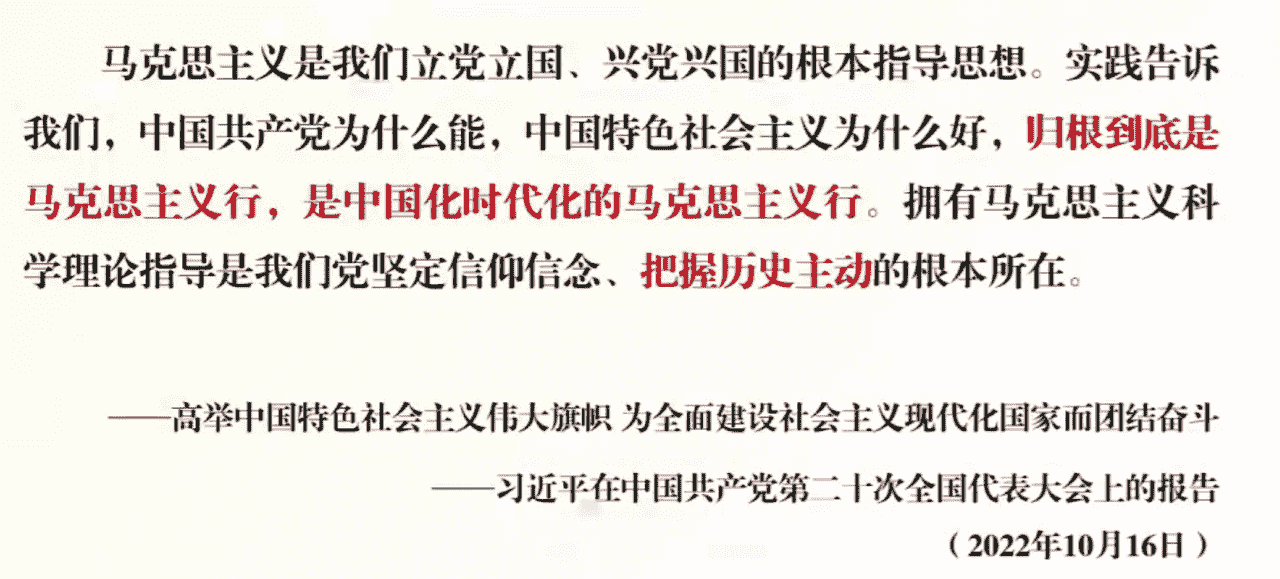 马克思主义是我们立党立国、兴党兴国的根本指导思想。实践告诉
我们，中国共产党为什么能，中国特色社会主义为什么好，归根到底是
马克思主义行，是中国化时代化的马克思主义行。拥有马克思主义科
学理论指导是我们党坚定信仰信念、把握历史主动的根本所在。
——高举中国特色社会主义伟大旗帜 为全面建设社会主义现代化国家而团结奋斗
——习近平在中国共产党第二十次全国代表大会上的报告
（2022年10月16日）